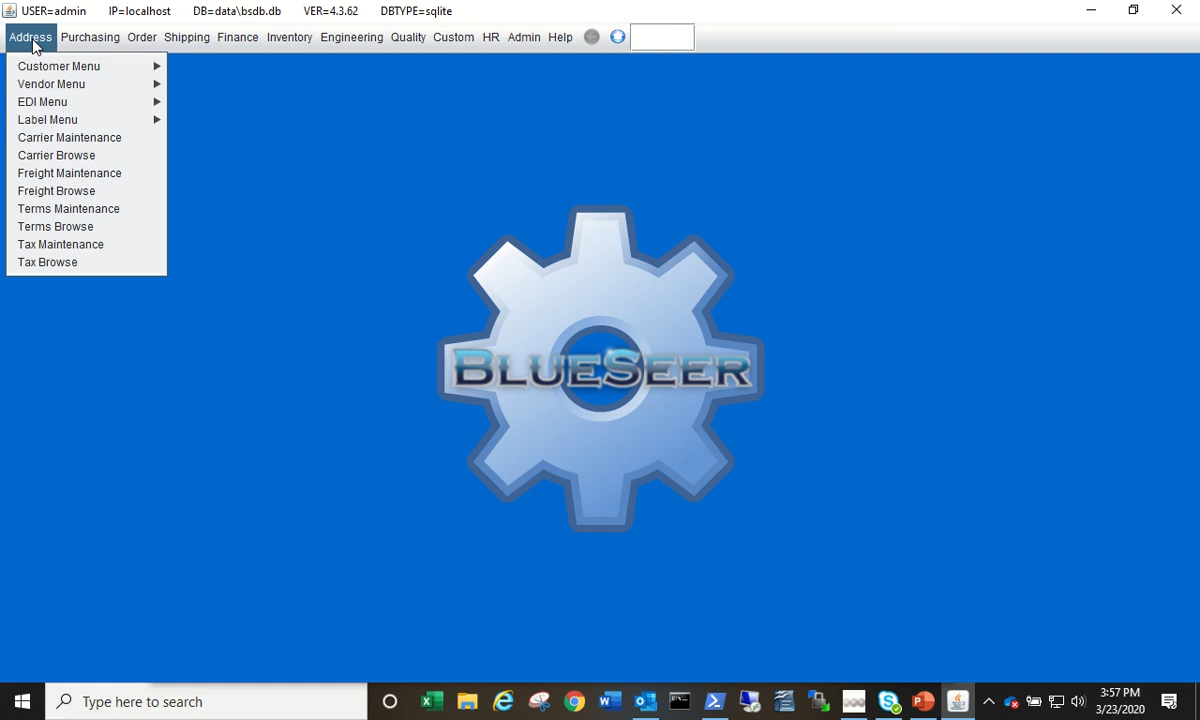 USER=admin IP=localhost DB=data\bsdb.db VER=4.3.62 DBTYPE=sqlite
Address Purchasing Order Shipping Finance Inventory Engineering Quality Custom HR Admin Help
Customer Menu
Vendor Menu
EDI Menu
Label Menu
Carrier Maintenance
Carrier Browse
Freight Maintenance
Freight Browse
Terms Maintenance
Terms Browse
Tax Maintenance
Tax Browse
BLUESEER
Type here to search
3:57 PM
3/23/2020